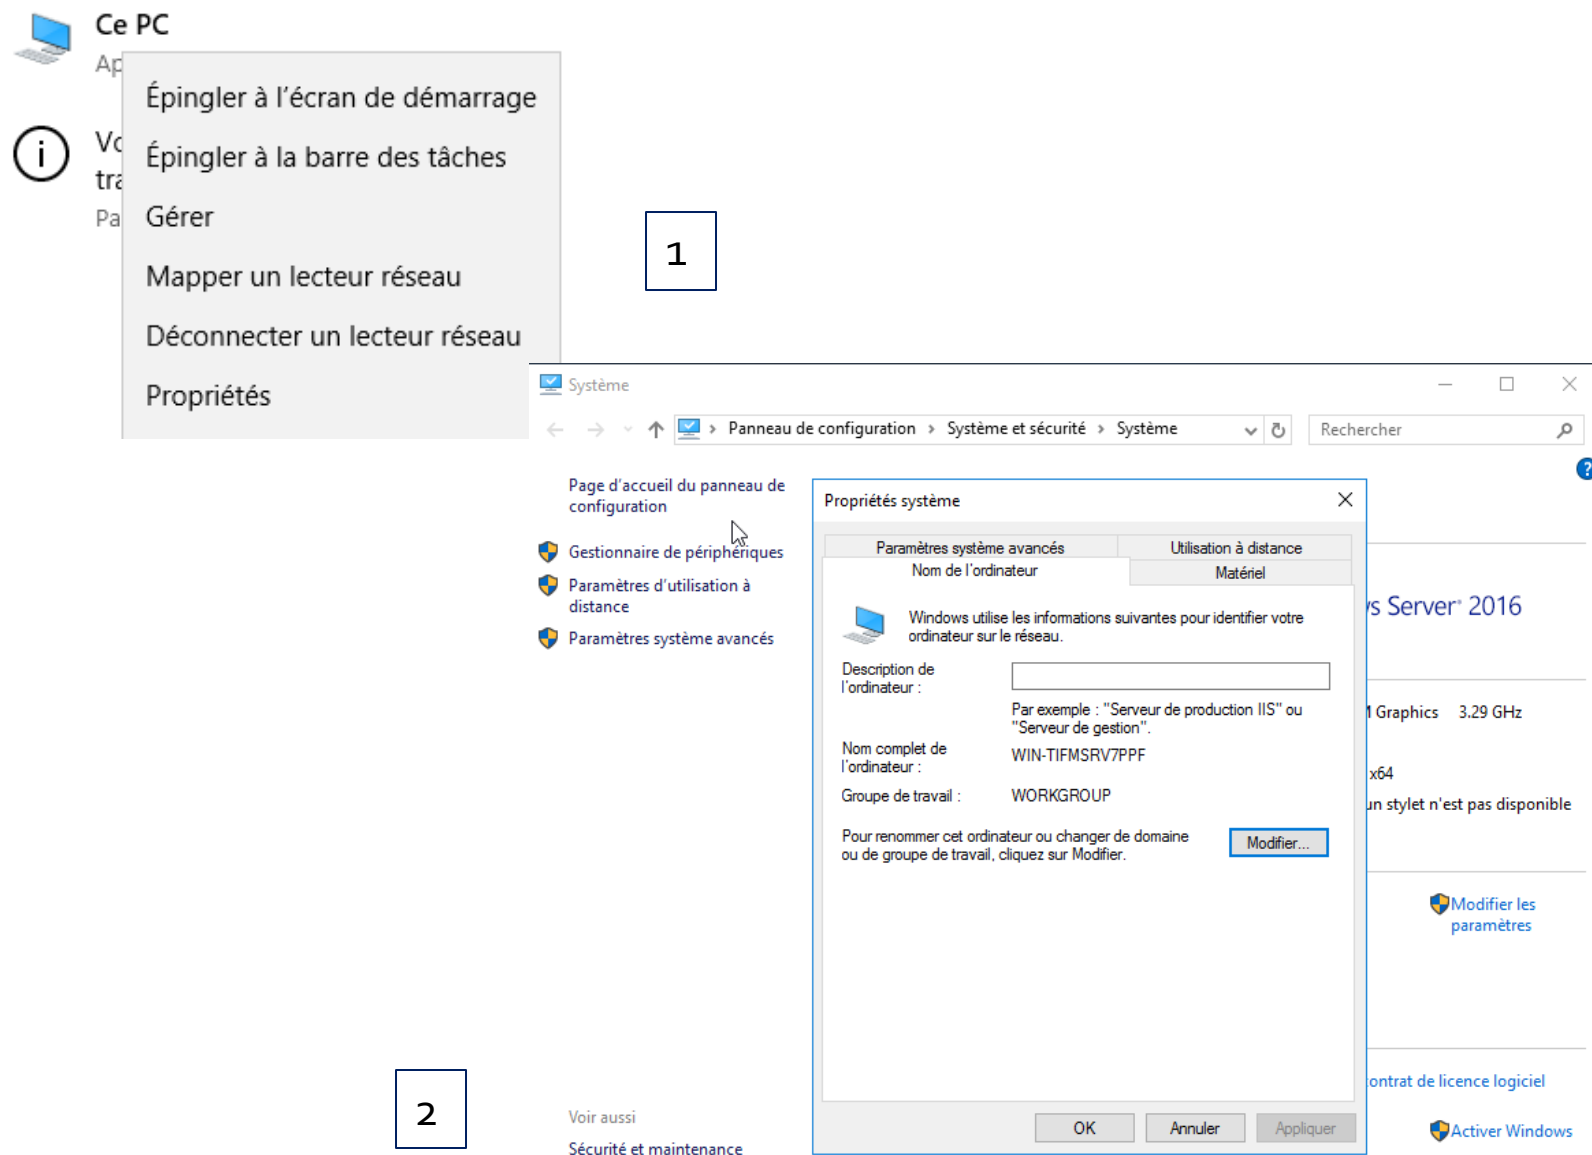 Ce PC
Ap
Épingler à l'écran de démarrage
Vo
Épingler à la barre des tâches
tra
Pa
Gérer
Mapper un lecteur réseau
Déconnecter un lecteur réseau
Propriétés
1
Système
Panneau de configuration › Système et sécurité › Système
Rechercher
Page d'accueil du panneau de
configuration
Gestionnaire de périphériques
Paramètres d'utilisation à
distance
Paramètres système avancés
Propriétés système
Paramètres système avancés
Utilisation à distance
Nom de l'ordinateur
Matériel
Windows utilise les informations suivantes pour identifier votre
ordinateur sur le réseau.
Description de
l'ordinateur :
Par exemple : "Serveur de production IIS" ou
"Serveur de gestion".
Nom complet de
l'ordinateur :
WIN-TIFMSRV7PPF
Groupe de travail :
WORKGROUP
Pour renommer cet ordinateur ou changer de domaine
ou de groupe de travail, cliquez sur Modifier.
Modifier...
OK
Annuler
Appliquer
s Server® 2016
Graphics 3.29 GHz
x64
un stylet n'est pas disponible
Modifier les
paramètres
ontrat de licence logiciel
Activer Windows
2
Voir aussi
Sécurité et maintenance